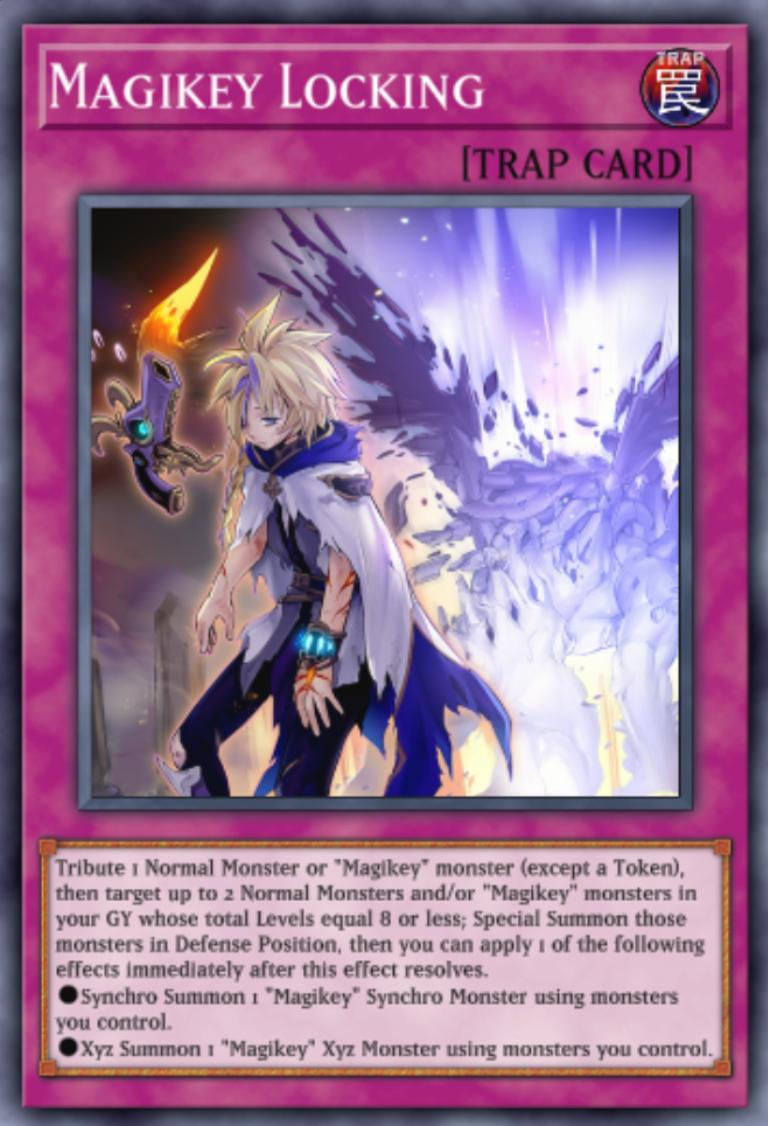 Magikey Locking
TRAP
罠
[TRAP CARD]
Tribute 1 Normal Monster or "Magikey" monster (except a Token),
then target up to 2 Normal Monsters and/or "Magikey" monsters in
your GY whose total Levels equal 8 or less; Special Summon those
monsters in Defense Position, then you can apply 1 of the following
effects immediately after this effect resolves.
●Synchro Summon 1 "Magikey" Synchro Monster using monsters
you control.
●Xyz Summon 1 "Magikey" Xyz Monster using monsters you control.